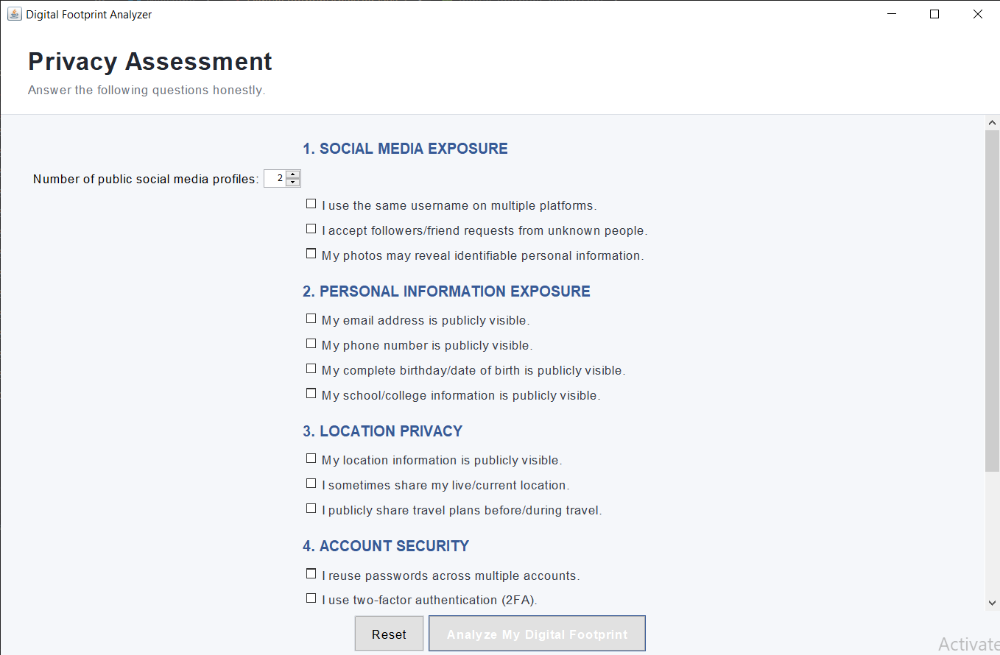 Digital Footprint Analyzer
Privacy Assessment
Answer the following questions honestly.
1. SOCIAL MEDIA EXPOSURE
Number of public social media profiles: 2
I use the same username on multiple platforms.
I accept followers/friend requests from unknown people.
My photos may reveal identifiable personal information.
2. PERSONAL INFORMATION EXPOSURE
My email address is publicly visible.
My phone number is publicly visible.
My complete birthday/date of birth is publicly visible.
My school/college information is publicly visible.
3. LOCATION PRIVACY
My location information is publicly visible.
I sometimes share my live/current location.
I publicly share travel plans before/during travel.
4. ACCOUNT SECURITY
I reuse passwords across multiple accounts.
I use two-factor authentication (2FA).
Reset Analyze My Digital Footprint
Activate